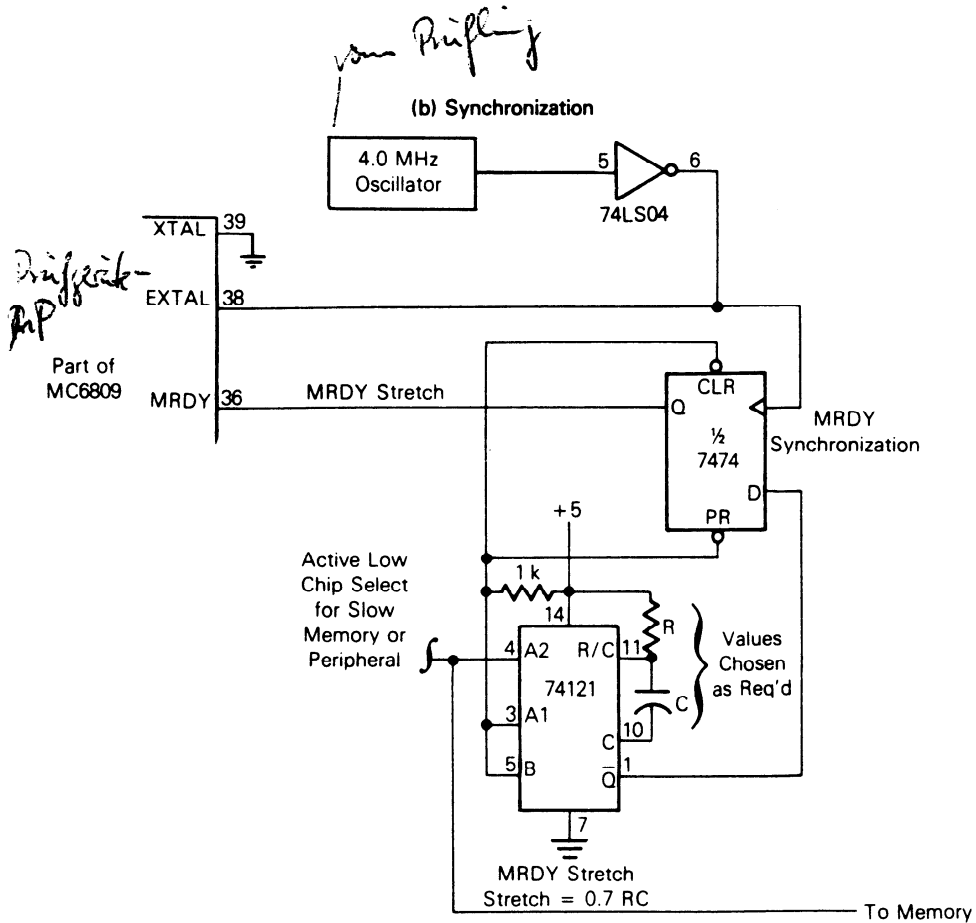 vom Prüfling
(b) Synchronization
4.0 MHz
Oscillator
5
6
74LS04
XTAL
39
Prüfgeräte-
µP
EXTAL
38
Part of
MC6809
MRDY
36
MRDY Stretch
CLR
Q
½
7474
D
PR
MRDY
Synchronization
+5
Active Low
Chip Select
for Slow
Memory or
Peripheral
1 k
14
R
4
A2
R/C
11
74121
Values
Chosen
as Req'd
C
3
A1
10
C
5
B
Q̅
1
7
MRDY Stretch
Stretch = 0.7 RC
To Memory